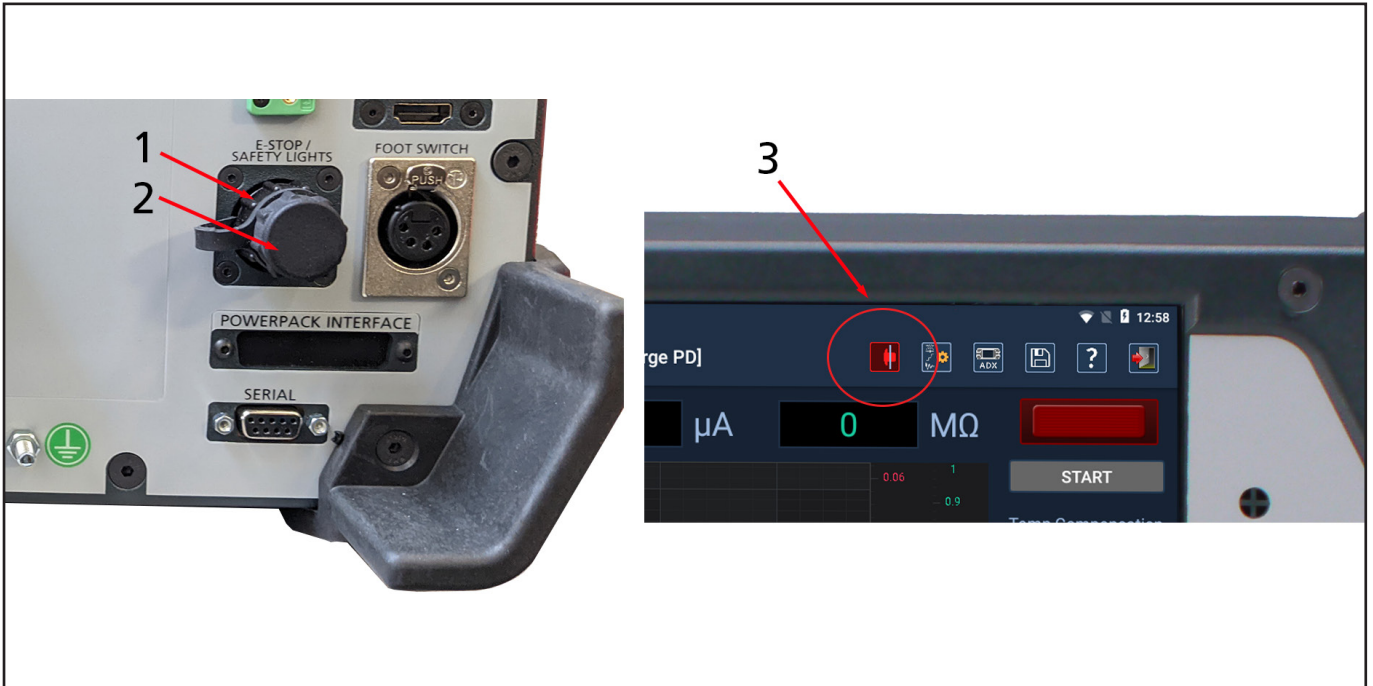 1
2
E-STOP /
SAFETY LIGHTS
FOOT SWITCH
PUSH
POWERPACK INTERFACE
SERIAL
3
12:58
rge PD]
ADX
?
µA
0
MΩ
0.06
1
START
0.9